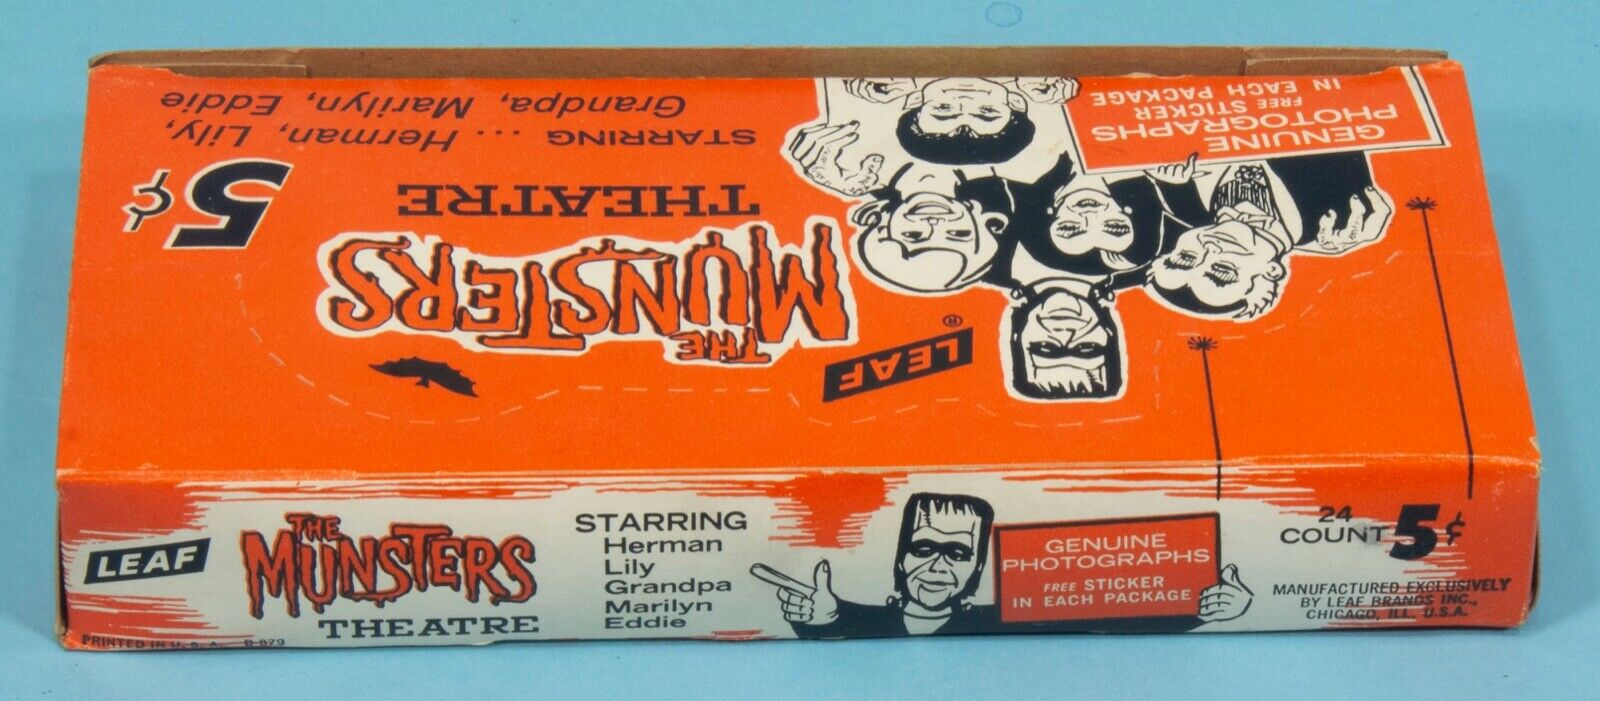 GENUINE
PHOTOGRAPHS
FREE STICKER
IN EACH PACKAGE
STARRING ... Herman, Lily,
Grandpa, Marilyn, Eddie
5¢
THE
MUNSTERS
THEATRE
LEAF®
LEAF
THE
MUNSTERS
THEATRE
STARRING
Herman
Lily
Grandpa
Marilyn
Eddie
GENUINE
PHOTOGRAPHS
FREE STICKER
IN EACH PACKAGE
24
COUNT 5¢
MANUFACTURED EXCLUSIVELY
BY LEAF BRANDS INC.,
CHICAGO, ILL. U.S.A.
PRINTED IN U. S. A. B-879